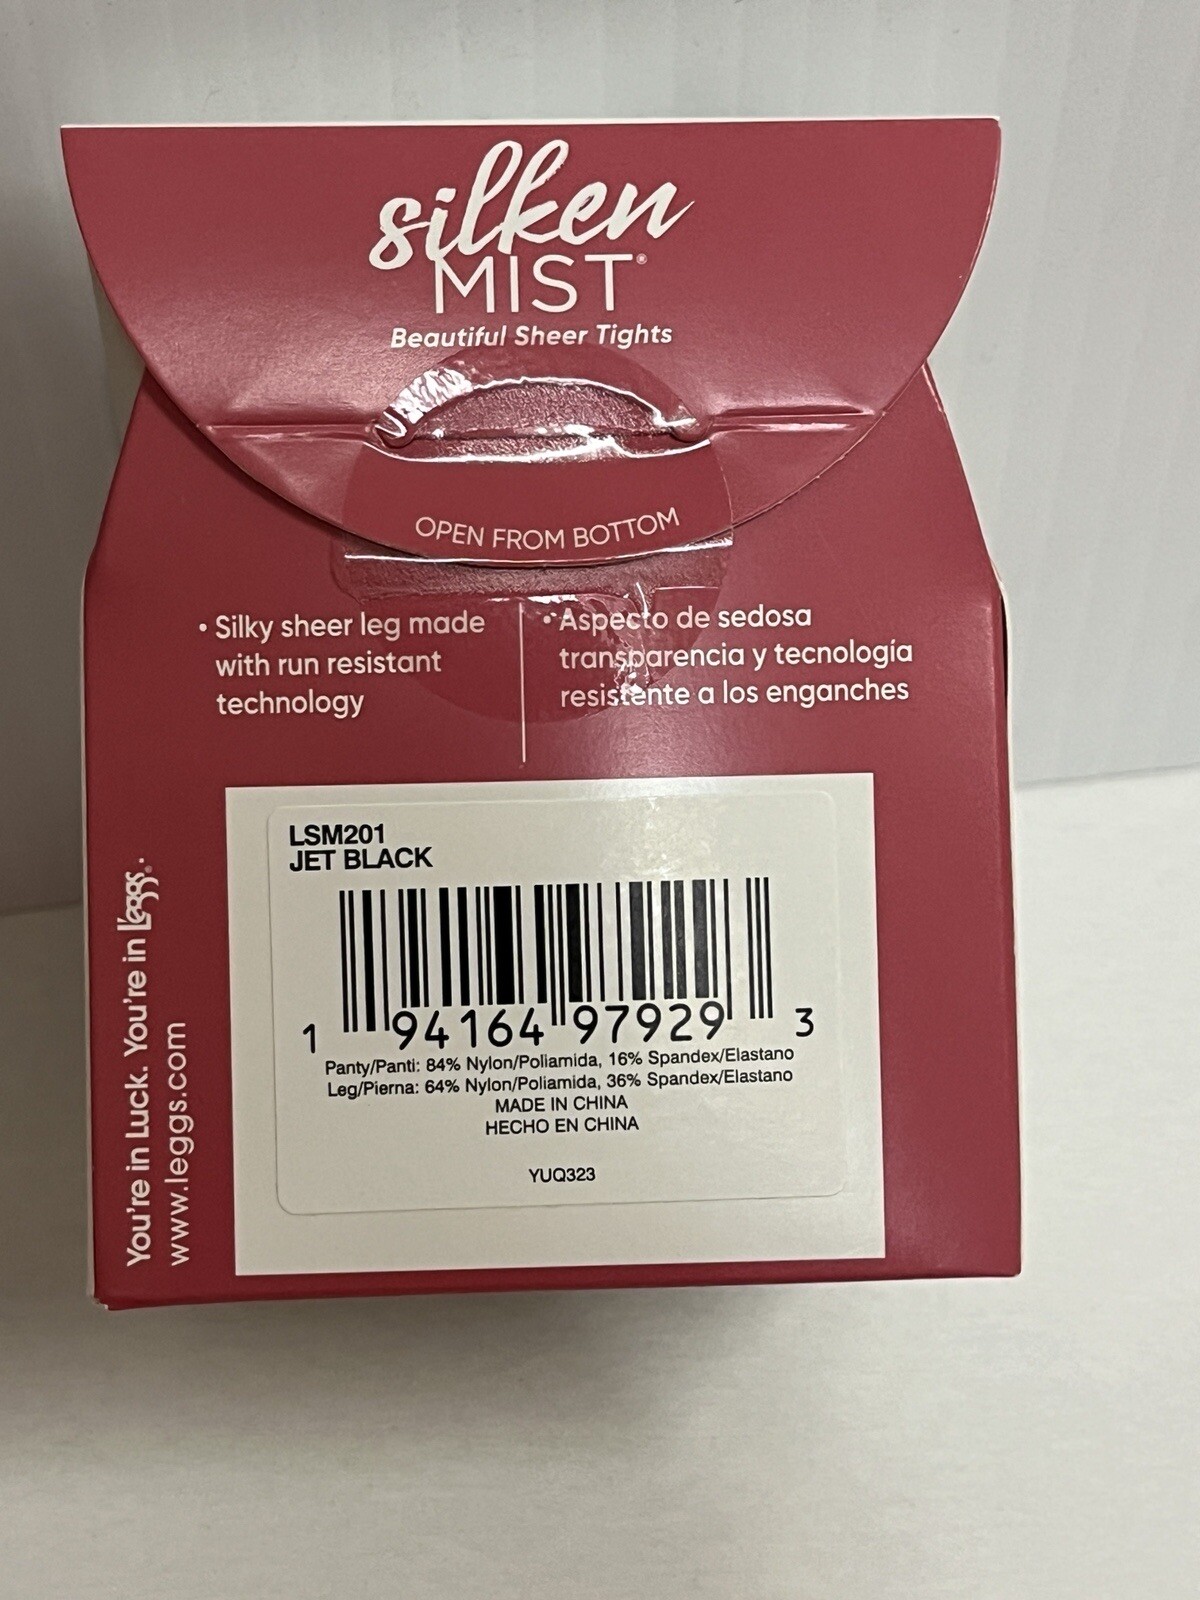 silken
MIST®
Beautiful Sheer Tights
OPEN FROM BOTTOM
• Silky sheer leg made
with run resistant
technology
• Aspecto de sedosa
transparencia y tecnología
resistente a los enganches
LSM201
JET BLACK
1 94164 97929 3
Panty/Panti: 84% Nylon/Poliamida, 16% Spandex/Elastano
Leg/Pierna: 64% Nylon/Poliamida, 36% Spandex/Elastano
MADE IN CHINA
HECHO EN CHINA
YUQ323
You're in Luck. You're in L'eggs®.
www.leggs.com